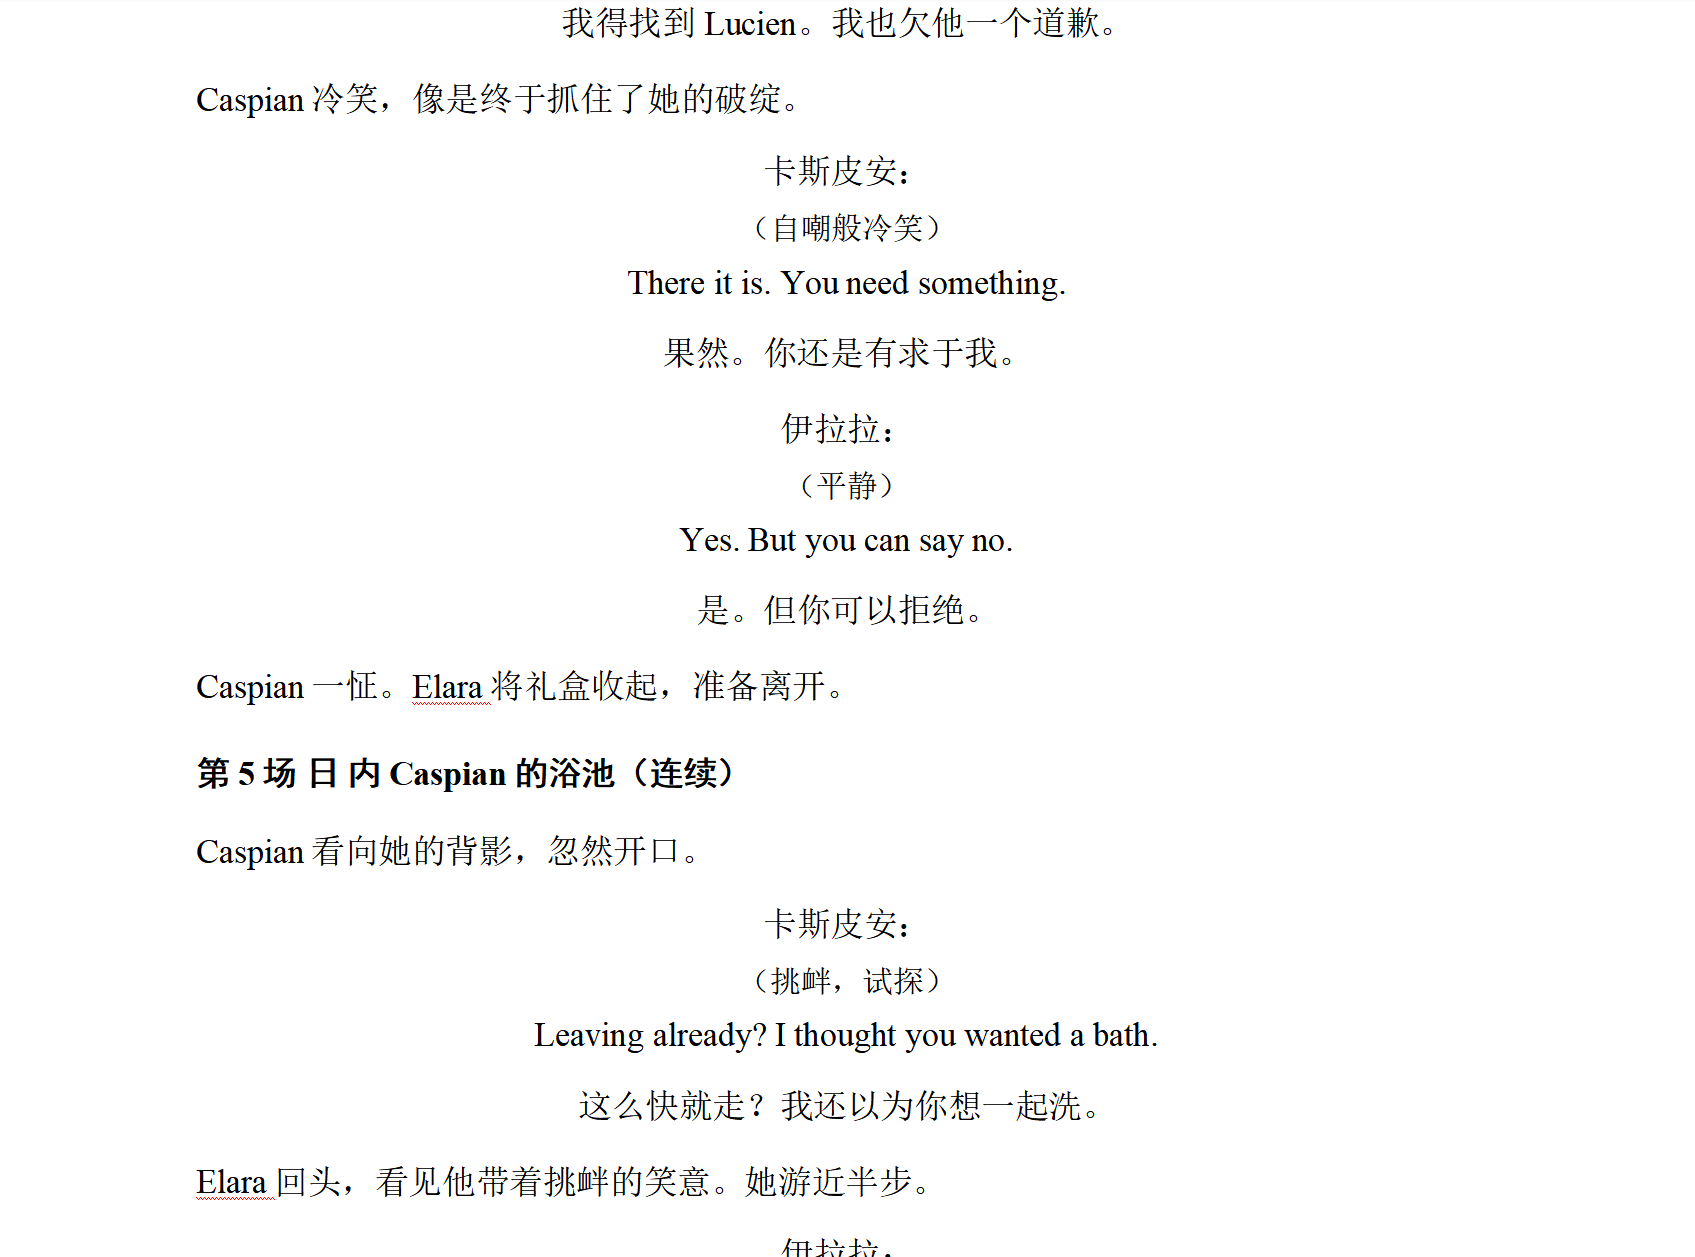 我得找到 Lucien。我也欠他一个道歉。
Caspian 冷笑，像是终于抓住了她的破绽。
卡斯皮安：
（自嘲般冷笑）
There it is. You need something.
果然。你还是有求于我。
伊拉拉：
（平静）
Yes. But you can say no.
是。但你可以拒绝。
Caspian 一怔。Elara 将礼盒收起，准备离开。
第 5 场 日 内 Caspian 的浴池（连续）
Caspian 看向她的背影，忽然开口。
卡斯皮安：
（挑衅，试探）
Leaving already? I thought you wanted a bath.
这么快就走？我还以为你想一起洗。
Elara 回头，看见他带着挑衅的笑意。她游近半步。
伊拉拉：